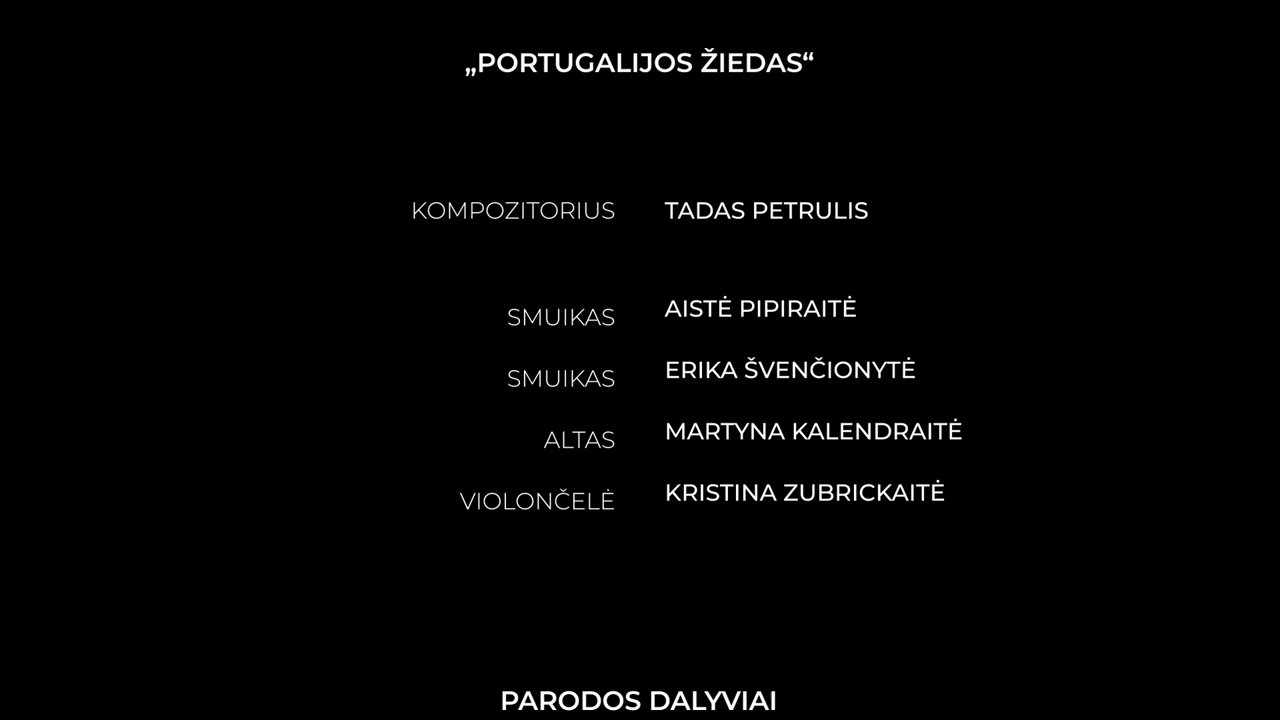 „PORTUGALIJOS ŽIEDAS“
KOMPOZITORIUS TADAS PETRULIS
SMUIKAS AISTĖ PIPIRAITĖ
SMUIKAS ERIKA ŠVENČIONYTĖ
ALTAS MARTYNA KALENDRAITĖ
VIOLONČELĖ KRISTINA ZUBRICKAITĖ
PARODOS DALYVIAI